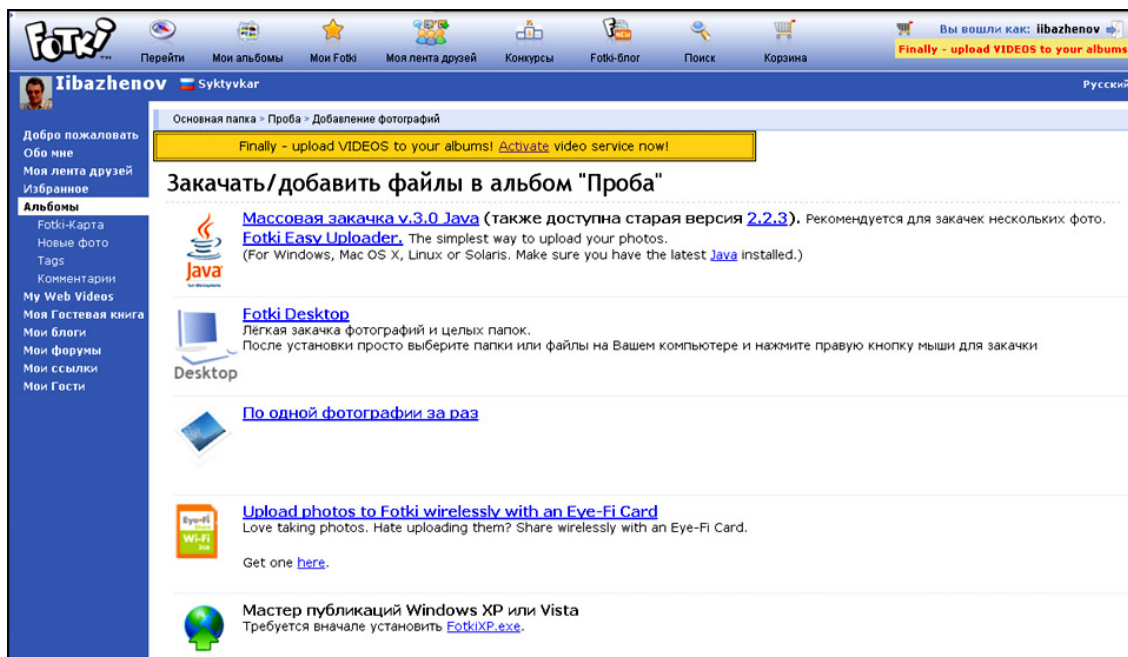 FOTKI™
Перейти
Мои альбомы
Мои Fotki
Моя лента друзей
Конкурсы
Fotki-блог
Поиск
Корзина
Вы вошли как: iibazhenov
Finally - upload VIDEOS to your albums
Iibazhenov
Syktyvkar
Русский
Добро пожаловать
Обо мне
Моя лента друзей
Избранное
Альбомы
Fotki-Карта
Новые фото
Tags
Комментарии
My Web Videos
Моя Гостевая книга
Мои блоги
Мои форумы
Мои ссылки
Мои Гости
Основная папка > Проба > Добавление фотографий
Finally - upload VIDEOS to your albums! Activate video service now!
Закачать/добавить файлы в альбом "Проба"
Java
Массовая закачка v.3.0 Java (также доступна старая версия 2.2.3). Рекомендуется для закачек нескольких фото.
Fotki Easy Uploader. The simplest way to upload your photos.
(For Windows, Mac OS X, Linux or Solaris. Make sure you have the latest Java installed.)
Desktop
Fotki Desktop
Лёгкая закачка фотографий и целых папок.
После установки просто выберите папки или файлы на Вашем компьютере и нажмите правую кнопку мыши для закачки
По одной фотографии за раз
Eye-Fi
Share
Wi-Fi
2GB
Upload photos to Fotki wirelessly with an Eye-Fi Card
Love taking photos. Hate uploading them? Share wirelessly with an Eye-Fi Card.
Get one here.
Мастер публикаций Windows XP или Vista
Требуется вначале установить FotkiXP.exe.